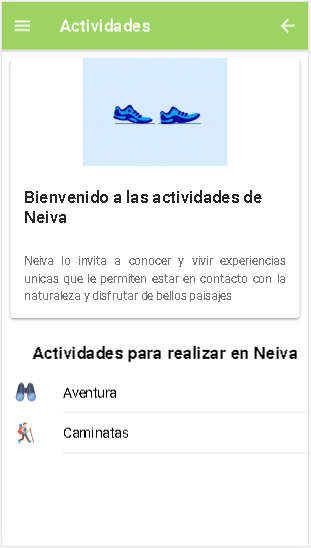 Actividades
Bienvenido a las actividades de
Neiva
Neiva lo invita a conocer y vivir experiencias
unicas que le permiten estar en contacto con la
naturaleza y disfrutar de bellos paisajes
Actividades para realizar en Neiva
Aventura
Caminatas